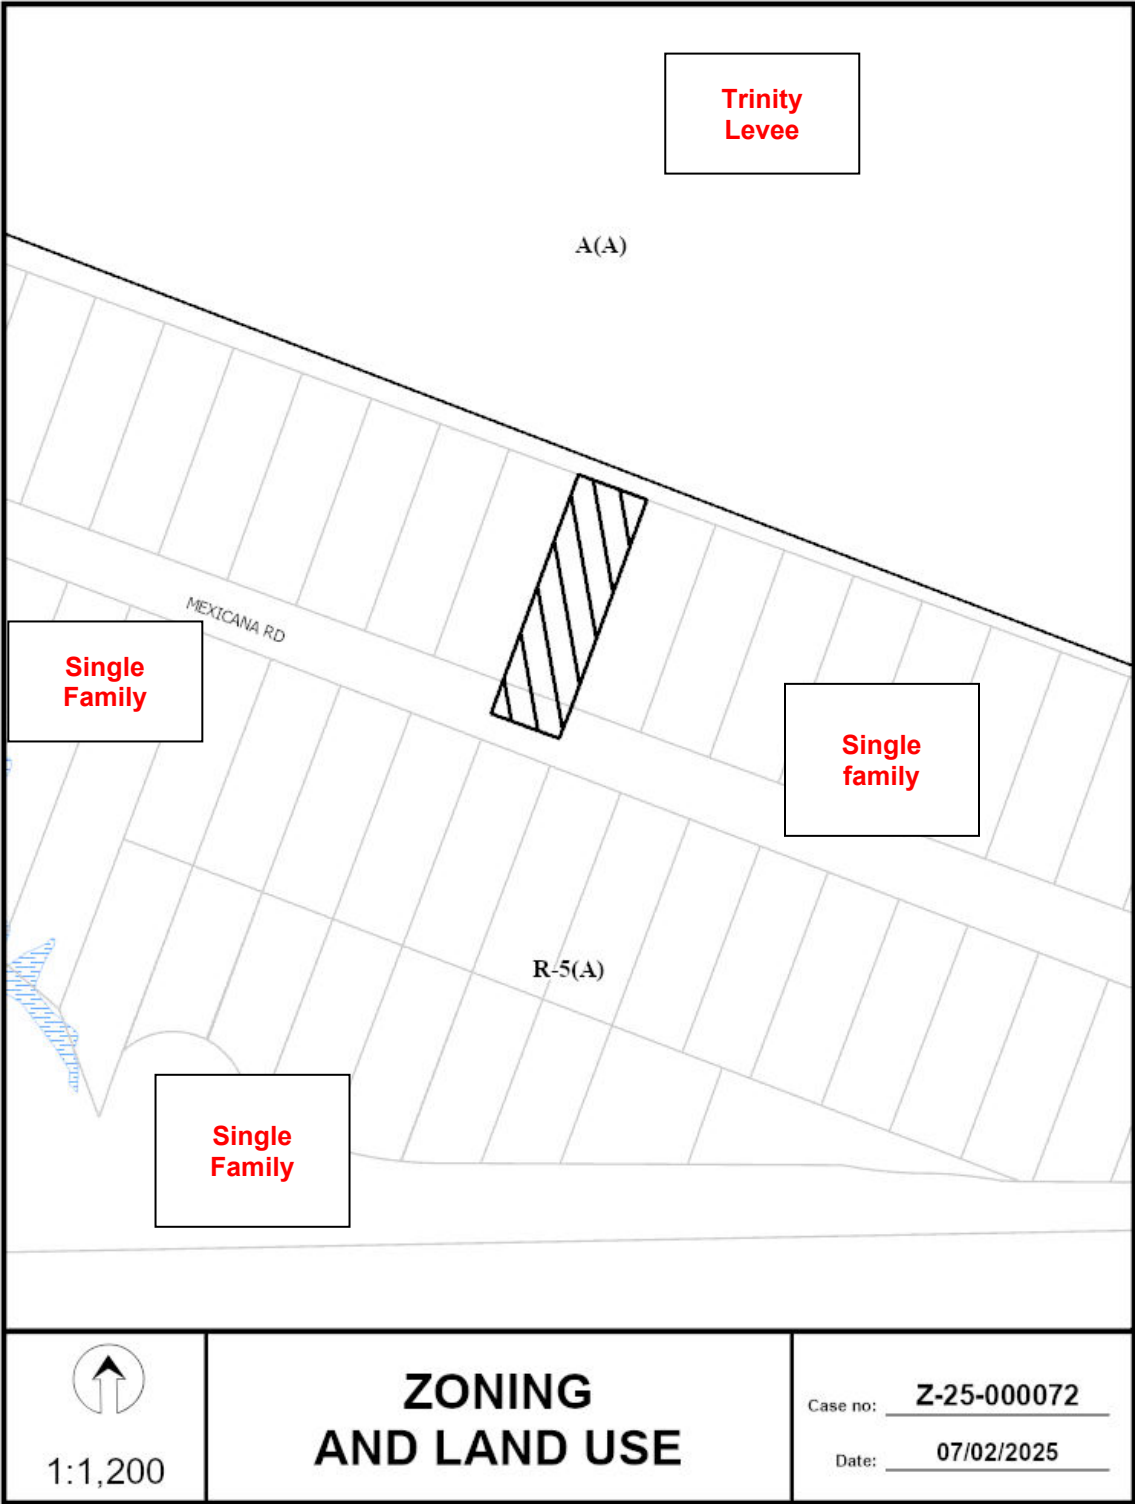 Trinity
Levee
A(A)
MEXICANA RD
Single
Family
Single
family
R-5(A)
Single
Family
1:1,200
ZONING
AND LAND USE
Case no: Z-25-000072
Date: 07/02/2025